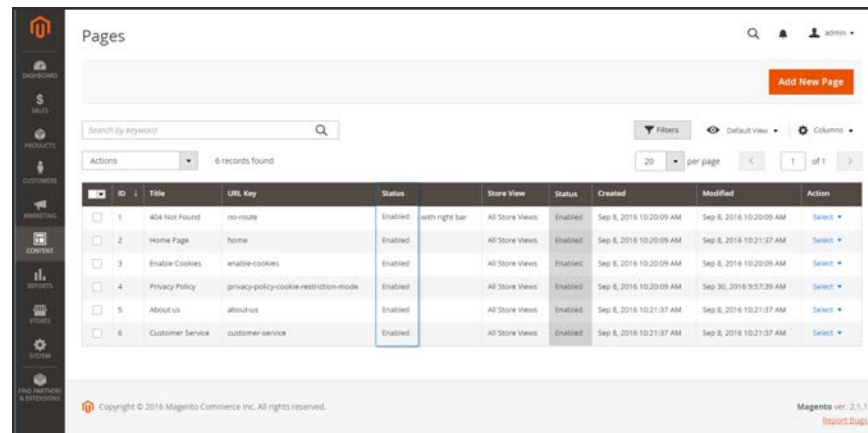 Pages
admin
DASHBOARD
SALES
PRODUCTS
CUSTOMERS
MARKETING
CONTENT
REPORTS
STORES
SYSTEM
FIND PARTNERS
& EXTENSIONS
Add New Page
Search by keyword
Filters Default View Columns
Actions 6 records found 20 per page 1 of 1
ID Title URL Key Status Store View Status Created Modified Action
1 404 Not Found no-route Enabled with right bar All Store Views Enabled Sep 8, 2016 10:20:09 AM Sep 8, 2016 10:20:09 AM Select
2 Home Page home Enabled All Store Views Enabled Sep 8, 2016 10:20:09 AM Sep 8, 2016 10:21:37 AM Select
3 Enable Cookies enable-cookies Enabled All Store Views Enabled Sep 8, 2016 10:20:09 AM Sep 8, 2016 10:20:09 AM Select
4 Privacy Policy privacy-policy-cookie-restriction-mode Enabled All Store Views Enabled Sep 8, 2016 10:20:09 AM Sep 30, 2016 9:57:39 AM Select
5 About us about-us Enabled All Store Views Enabled Sep 8, 2016 10:21:37 AM Sep 8, 2016 10:21:37 AM Select
6 Customer Service customer-service Enabled All Store Views Enabled Sep 8, 2016 10:21:37 AM Sep 8, 2016 10:21:37 AM Select
Copyright © 2016 Magento Commerce Inc. All rights reserved.
Magento ver. 2.1.1
Report Bugs